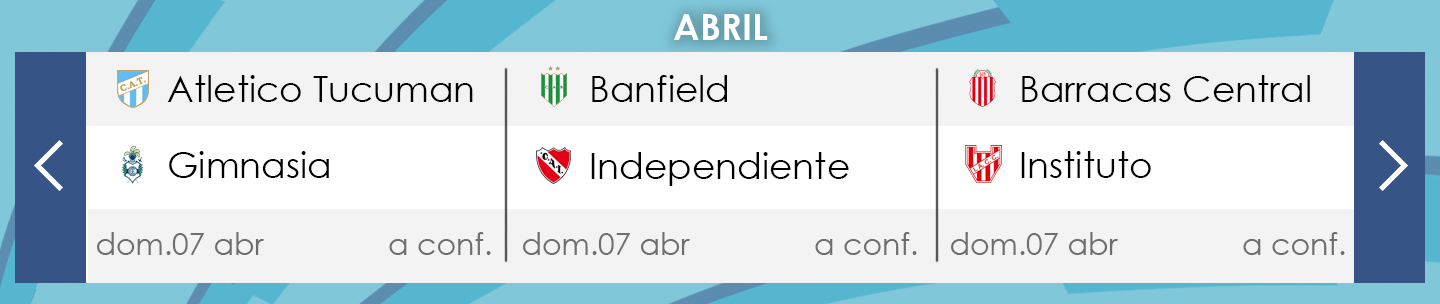 ABRIL
Atletico Tucuman
Gimnasia
dom.07 abr a conf.
Banfield
Independiente
dom.07 abr a conf.
Barracas Central
Instituto
dom.07 abr a conf.